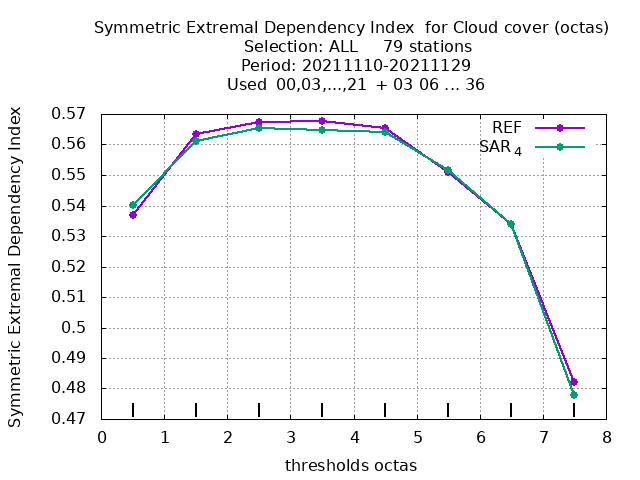 Symmetric Extremal Dependency Index  for Cloud cover (octas)
Selection: ALL     79 stations
Period: 20211110-20211129
Used  00,03,...,21  + 03 06 ... 36
Symmetric Extremal Dependency Index
0.57
0.56
0.55
0.54
0.53
0.52
0.51
0.5
0.49
0.48
0.47
REF
SAR4
0 1 2 3 4 5 6 7 8
thresholds octas